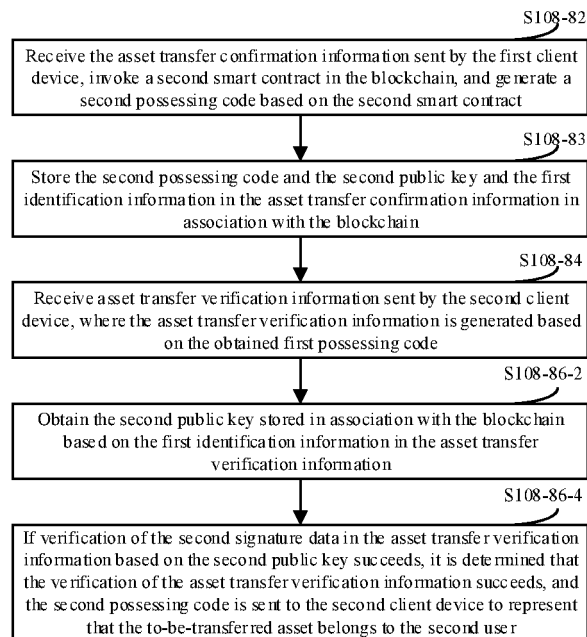 S108-82
Receive the asset transfer confirmation information sent by the first client
device, invoke a second smart contract in the blockchain, and generate a
second possessing code based on the second smart contract
S108-83
Store the second possessing code and the second public key and the first
identification information in the asset transfer confirmation information in
association with the blockchain
S108-84
Receive asset transfer verification information sent by the second client
device, where the asset transfer verification information is generated based
on the obtained first possessing code
S108-86-2
Obtain the second public key stored in association with the blockchain
based on the first identification information in the asset transfer
verification information
S108-86-4
If verification of the second signature data in the asset transfer verification
information based on the second public key succeeds, it is determined that
the verification of the asset transfer verification information succeeds, and
the second possessing code is sent to the second client device to represent
that the to-be-transferred asset belongs to the second user